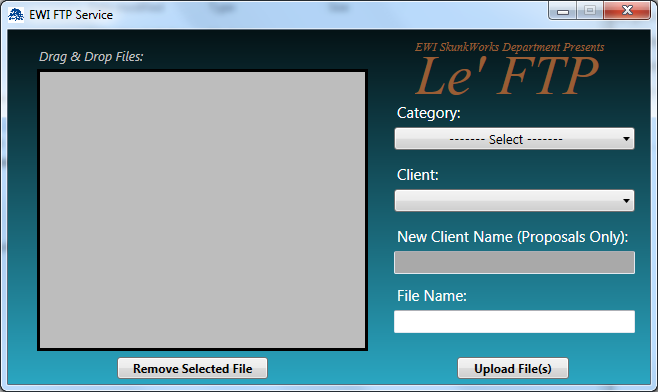 EWI FTP Service
Drag & Drop Files:
EWI SkunkWorks Department Presents
Le' FTP
Category:
------- Select -------
Client:
New Client Name (Proposals Only):
File Name:
Remove Selected File
Upload File(s)